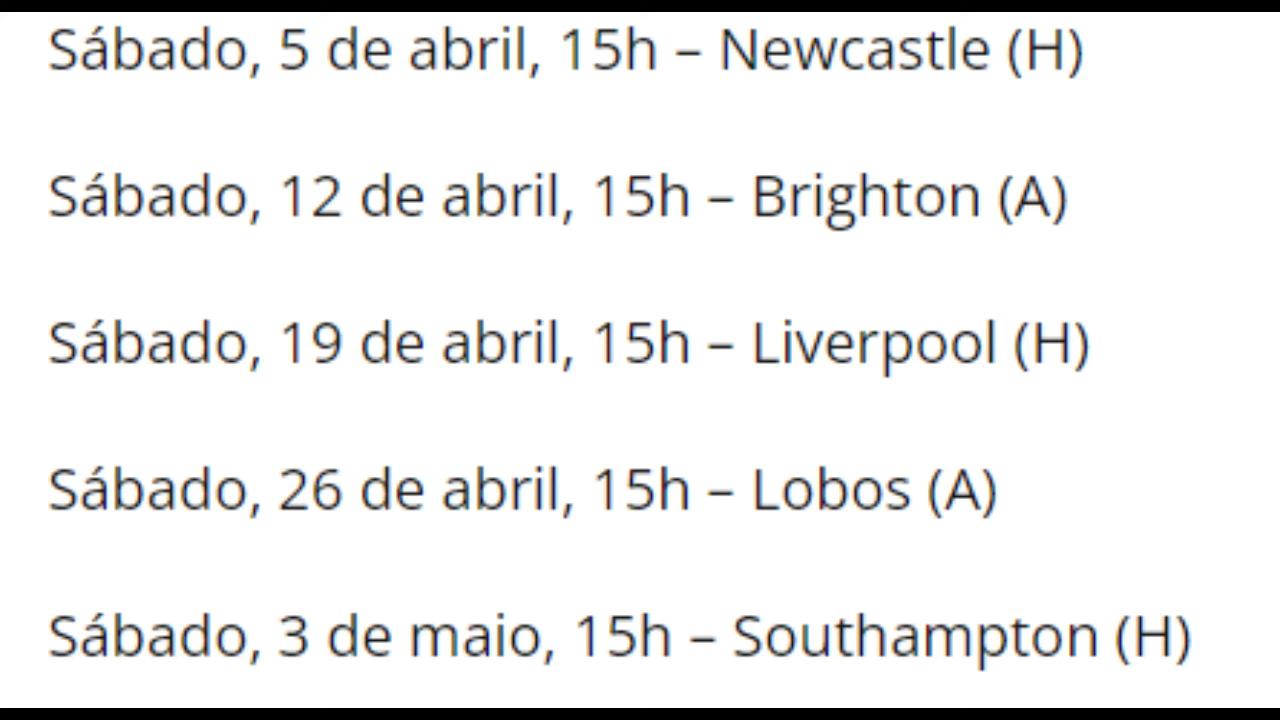 Sábado, 5 de abril, 15h – Newcastle (H)
Sábado, 12 de abril, 15h – Brighton (A)
Sábado, 19 de abril, 15h – Liverpool (H)
Sábado, 26 de abril, 15h – Lobos (A)
Sábado, 3 de maio, 15h – Southampton (H)